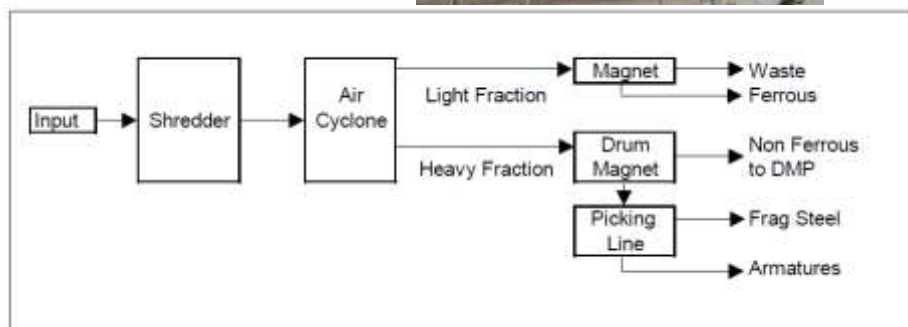 Input
Shredder
Air
Cyclone
Light Fraction
Heavy Fraction
Magnet
Waste
Ferrous
Drum
Magnet
Non Ferrous
to DMP
Picking
Line
Frag Steel
Armatures